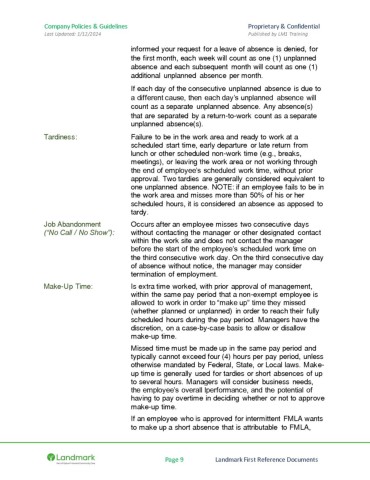 Company Policies & Guidelines Proprietary & Confidential
Last Updated: 1/12/2024 Published by LM1 Training
informed your request for a leave of absence is denied, for
the first month, each week will count as one (1) unplanned
absence and each subsequent month will count as one (1)
additional unplanned absence per month.
If each day of the consecutive unplanned absence is due to
a different cause, then each day's unplanned absence will
count as a separate unplanned absence. Any absence(s)
that are separated by a return-to-work count as a separate
unplanned absence(s).
Tardiness: Failure to be in the work area and ready to work at a
scheduled start time, early departure or late return from
lunch or other scheduled non-work time (e.g., breaks,
meetings), or leaving the work area or not working through
the end of employee's scheduled work time, without prior
approval. Two tardies are generally considered equivalent to
one unplanned absence. NOTE: if an employee fails to be in
the work area and misses more than 50% of his or her
scheduled hours, it is considered an absence as apposed to
tardy.
Job Abandonment Occurs after an employee misses two consecutive days
("No Call / No Show"): without contacting the manager or other designated contact
within the work site and does not contact the manager
before the start of the employee's scheduled work time on
the third consecutive work day. On the third consecutive day
of absence without notice, the manager may consider
termination of employment.
Make-Up Time: Is extra time worked, with prior approval of management,
within the same pay period that a non-exempt employee is
allowed to work in order to "make up" time they missed
(whether planned or unplanned) in order to reach their fully
scheduled hours during the pay period. Managers have the
discretion, on a case-by-case basis to allow or disallow
make-up time.
Missed time must be made up in the same pay period and
typically cannot exceed four (4) hours per pay period, unless
otherwise mandated by Federal, State, or Local laws. Make-
up time is generally used for tardies or short absences of up
to several hours. Managers will consider business needs,
the employee's overall lperformance, and the potential of
having to pay overtime in deciding whether or not to approve
make-up time.
If an employee who is approved for intermittent FMLA wants
to make up a short absence that is attributable to FMLA,
Landmark Page 9 Landmark First Reference Documents